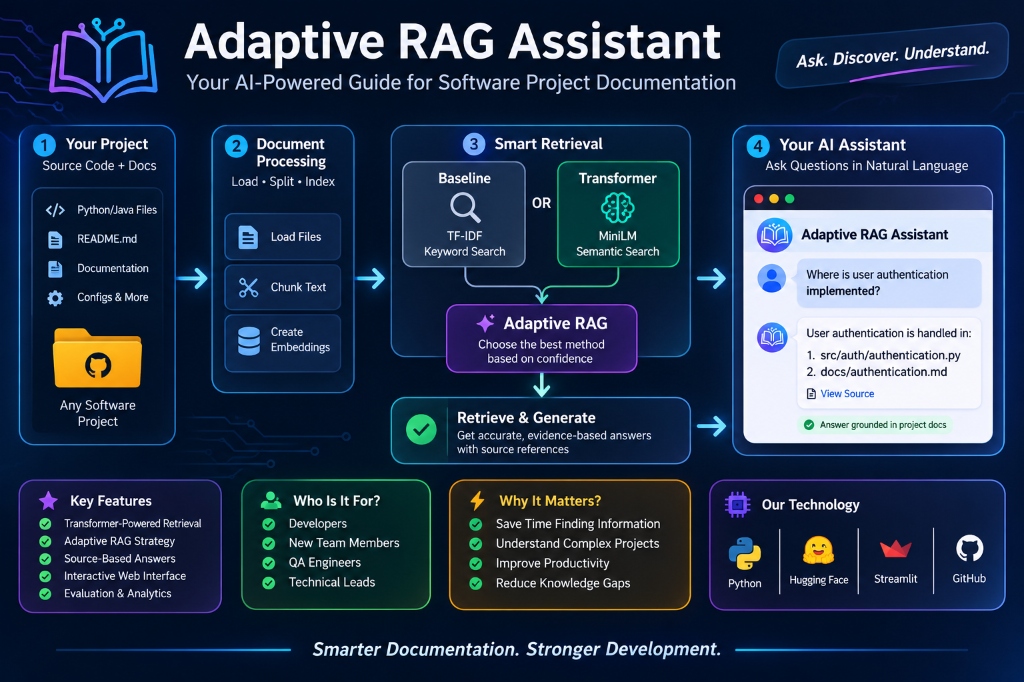 Adaptive RAG Assistant
Your AI-Powered Guide for Software Project Documentation
Ask. Discover. Understand.
1 Your Project
Source Code + Docs
</> Python/Java Files
README.md
Documentation
Configs & More
Any Software
Project
2 Document
Processing
Load • Split • Index
Load Files
Chunk Text
Create
Embeddings
3 Smart Retrieval
Baseline
TF-IDF
Keyword Search
OR
Transformer
MiniLM
Semantic Search
Adaptive RAG
Choose the best method
based on confidence
Retrieve & Generate
Get accurate, evidence-based answers
with source references
4 Your AI Assistant
Ask Questions in Natural Language
Adaptive RAG Assistant
Where is user authentication
implemented?
User authentication is handled in:
1. src/auth/authentication.py
2. docs/authentication.md
View Source
Answer grounded in project docs
Key Features
Transformer-Powered Retrieval
Adaptive RAG Strategy
Source-Based Answers
Interactive Web Interface
Evaluation & Analytics
Who Is It For?
Developers
New Team Members
QA Engineers
Technical Leads
Why It Matters?
Save Time Finding Information
Understand Complex Projects
Improve Productivity
Reduce Knowledge Gaps
Our Technology
Python
Hugging Face
Streamlit
GitHub
Smarter Documentation. Stronger Development.